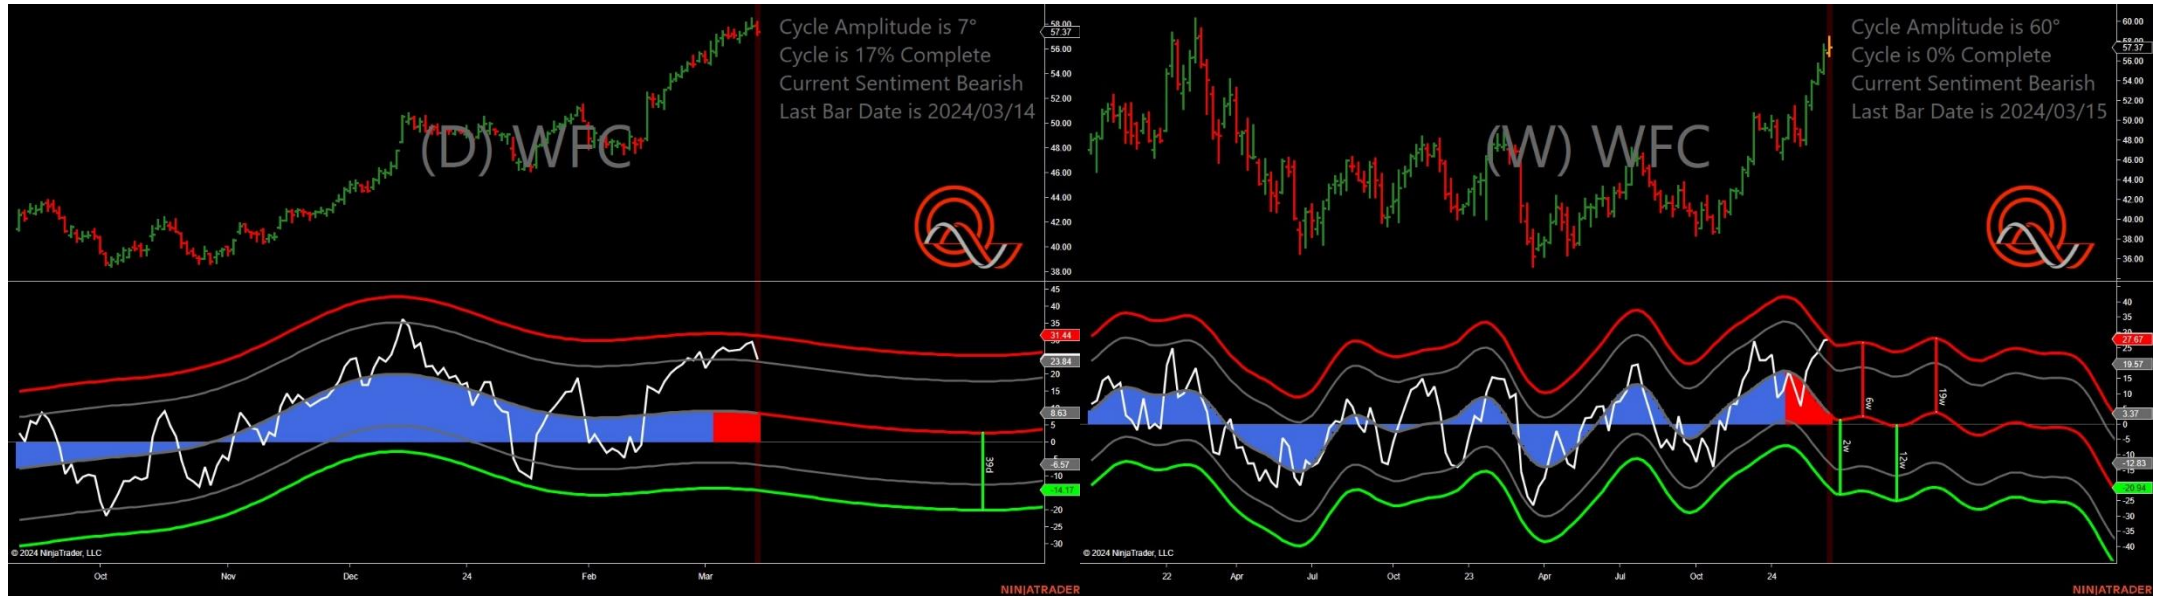 Cycle Amplitude is 7°
Cycle is 17% Complete
Current Sentiment Bearish
Last Bar Date is 2024/03/14
(D) WFC
58.00
57.37
56.00
54.00
52.00
50.00
48.00
46.00
44.00
42.00
40.00
38.00
45
40
35
31.44
23.84
20
15
10
8.63
5
0
-5
-6.57
-14.17
-20
-25
-30
39d
© 2024 NinjaTrader, LLC
Oct
Nov
Dec
24
Feb
Mar
NINJATRADER
Cycle Amplitude is 60°
Cycle is 0% Complete
Current Sentiment Bearish
Last Bar Date is 2024/03/15
(W) WFC
60.00
57.37
56.00
54.00
52.00
50.00
48.00
46.00
44.00
42.00
40.00
38.00
36.00
40
35
27.67
25
19.57
15
10
3.37
0
-5
-12.83
-20.94
-25
-30
-35
-40
6w
19w
2w
12w
© 2024 NinjaTrader, LLC
22
Apr
Jul
Oct
23
Apr
Jul
Oct
24
NINJATRADER